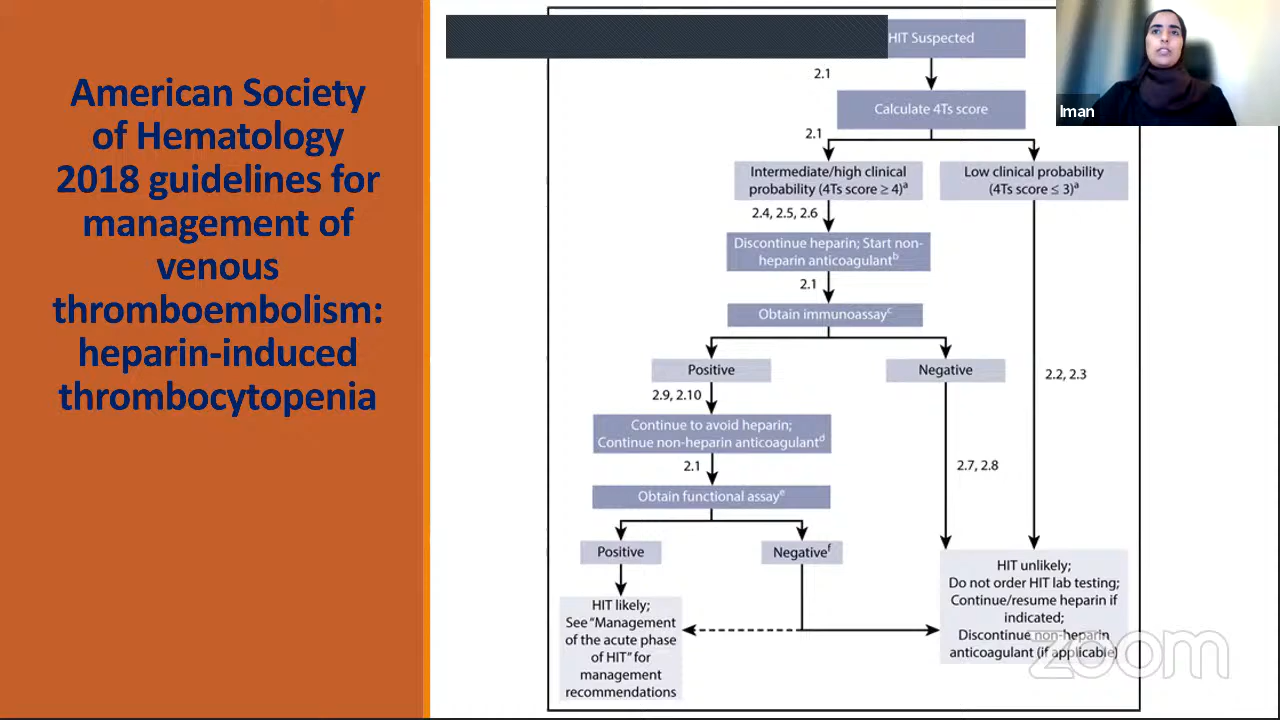 American Society
of Hematology
2018 guidelines for
management of
venous
thromboembolism:
heparin-induced
thrombocytopenia
HIT Suspected
2.1
Calculate 4Ts score
2.1
Intermediate/high clinical
probability (4Ts score ≥ 4)ᵃ
Low clinical probability
(4Ts score ≤ 3)ᵃ
2.4, 2.5, 2.6
Discontinue heparin; Start non-
heparin anticoagulantᵇ
2.1
Obtain immunoassayᶜ
Positive
Negative
2.2, 2.3
2.9, 2.10
Continue to avoid heparin;
Continue non-heparin anticoagulantᵈ
2.1
2.7, 2.8
Obtain functional assayᵉ
Positive
Negativeᶠ
HIT likely;
See “Management
of the acute phase
of HIT” for
management
recommendations
HIT unlikely;
Do not order HIT lab testing;
Continue/resume heparin if
indicated;
Discontinue non-heparin
anticoagulant (if applicable)
Iman
zoom